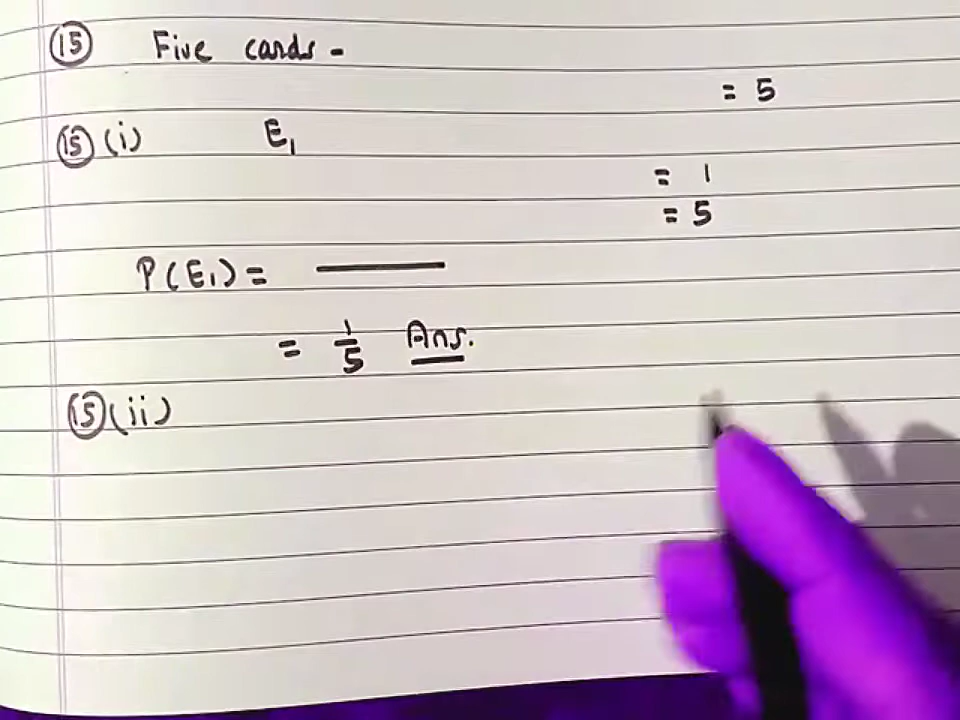 15 Five cards -
= 5
15 (i) E1
= 1
= 5
P(E1) = ———
= 1/5 Ans.
15 (ii)